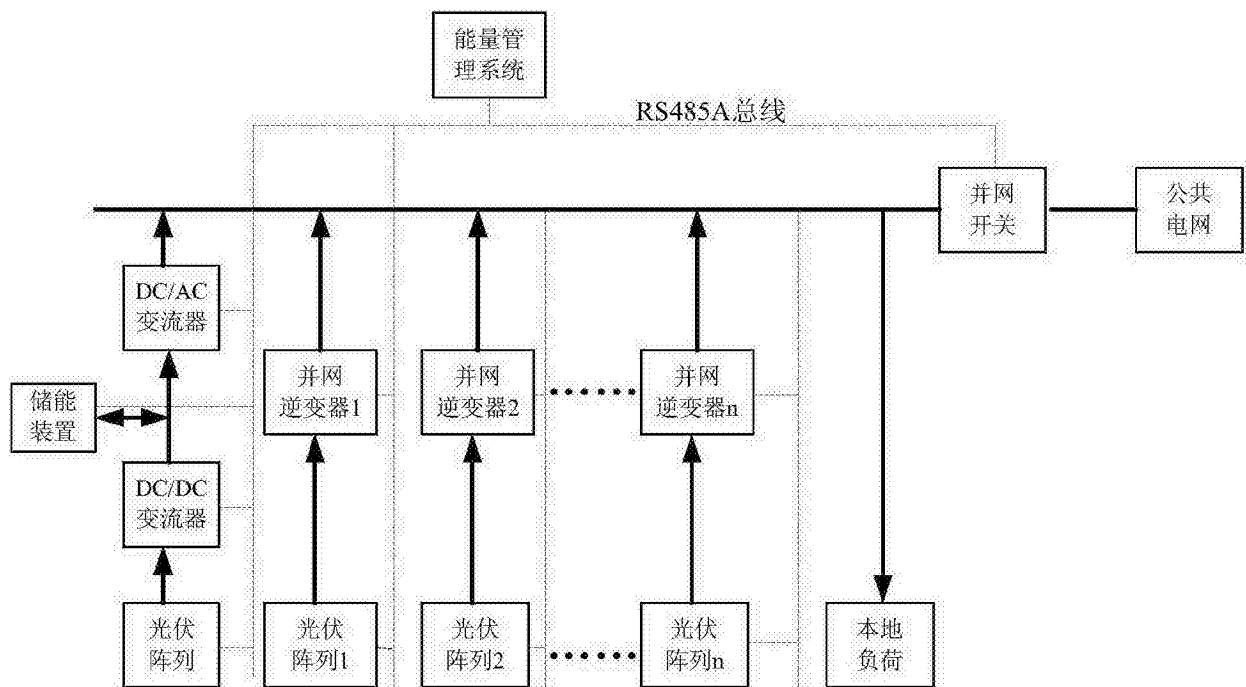 能量管
理系统
RS485A总线
并网
开关
公共
电网
DC/AC
变流器
并网
逆变器1
并网
逆变器2
并网
逆变器n
储能
装置
DC/DC
变流器
光伏
阵列
光伏
阵列1
光伏
阵列2
光伏
阵列n
本地
负荷